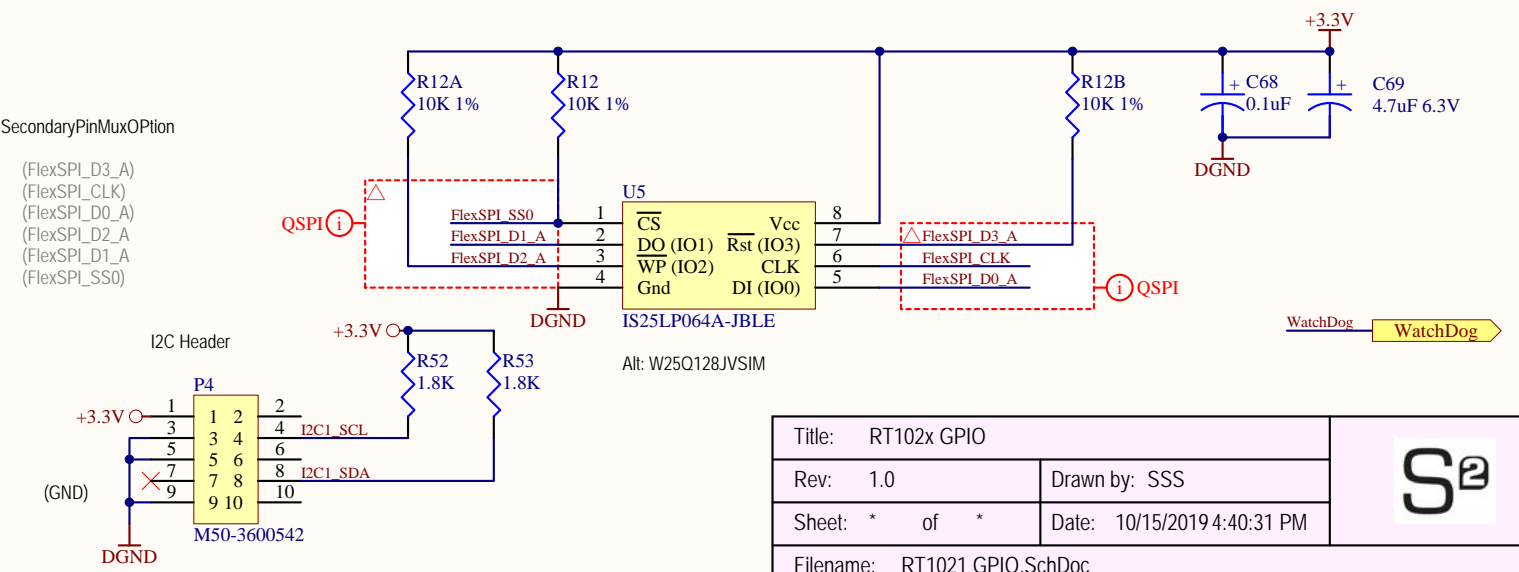 +3.3V
R12A
10K 1%
R12
10K 1%
R12B
10K 1%
+ C68
0.1uF
+ C69
4.7uF 6.3V
DGND
SecondaryPinMuxOPtion
(FlexSPI_D3_A)
(FlexSPI_CLK)
(FlexSPI_D0_A)
(FlexSPI_D2_A
(FlexSPI_D1_A
(FlexSPI_SS0)
QSPI i
U5
FlexSPI_SS0 1 CS Vcc 8
FlexSPI_D1_A 2 DO (IO1) Rst (IO3) 7 FlexSPI_D3_A
FlexSPI_D2_A 3 WP (IO2) CLK 6 FlexSPI_CLK
4 Gnd DI (IO0) 5 FlexSPI_D0_A
i QSPI
DGND
IS25LP064A-JBLE
Alt: W25Q128JVSIM
WatchDog WatchDog
I2C Header
+3.3V
R52
1.8K
R53
1.8K
P4
+3.3V 1 1 2 2
3 3 4 4 I2C1_SCL
5 5 6 6
7 7 8 8 I2C1_SDA
(GND) 9 9 10 10
M50-3600542
DGND
Title: RT102x GPIO
Rev: 1.0 Drawn by: SSS
Sheet: * of * Date: 10/15/2019 4:40:31 PM
Filename: RT1021 GPIO.SchDoc
S2